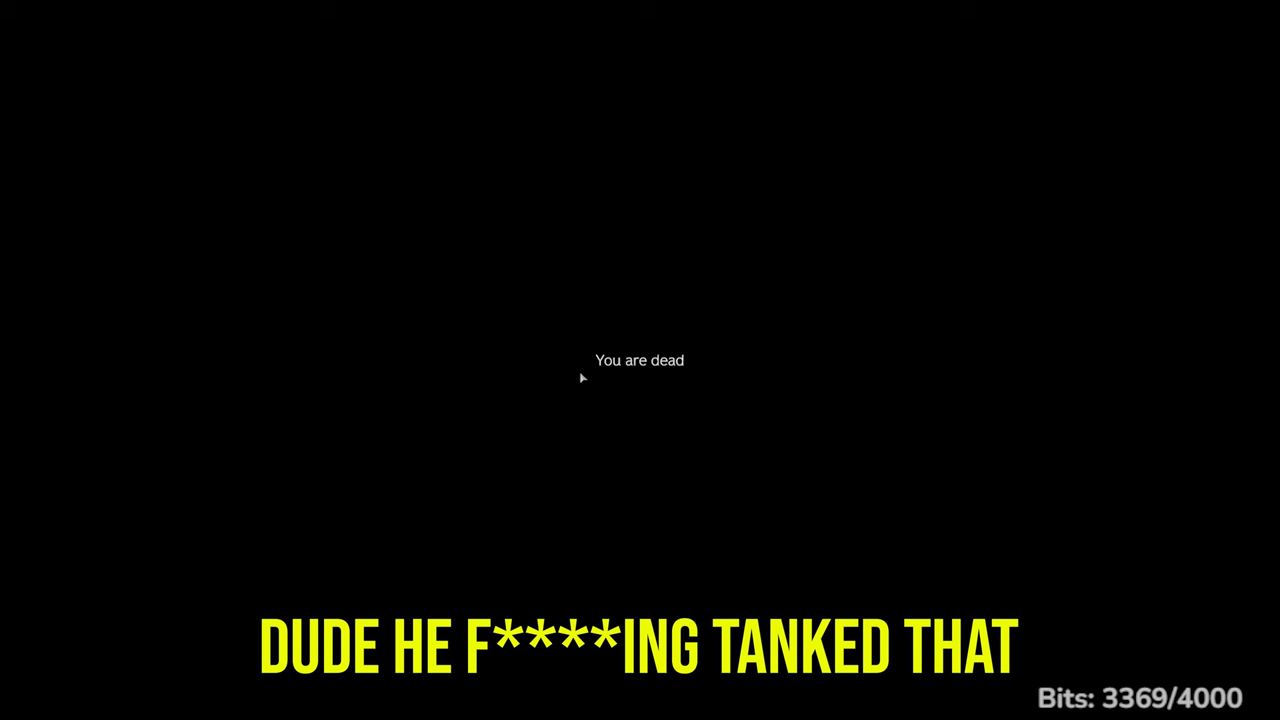 You are dead
DUDE HE F****ING TANKED THAT
Bits: 3369/4000